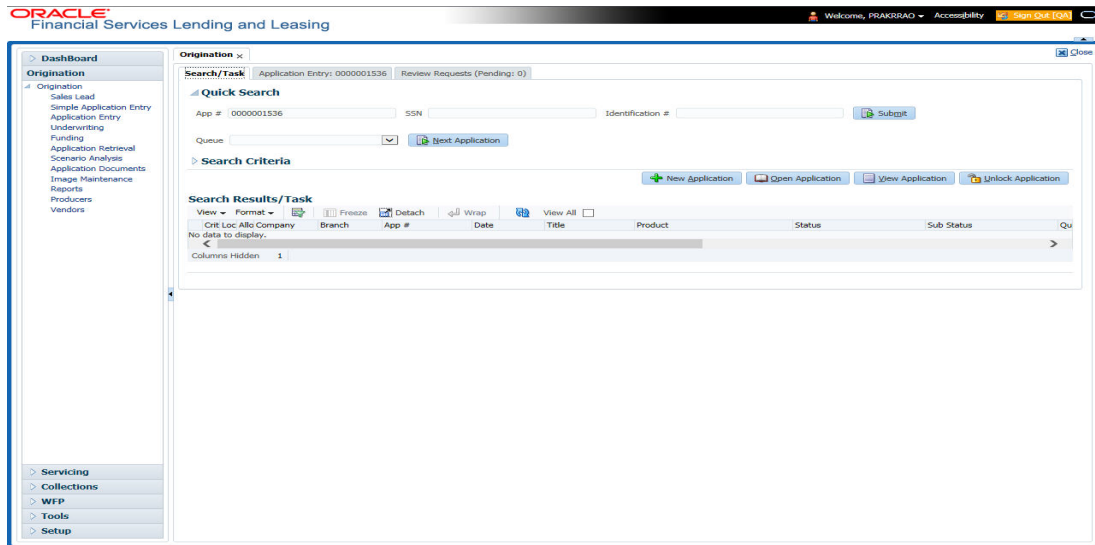 ORACLE
Financial Services Lending and Leasing
Welcome, PRAKRRAO Accessibility Sign Out [QA]
Close
DashBoard
Origination
Origination
Sales Lead
Simple Application Entry
Application Entry
Underwriting
Funding
Application Retrieval
Scenario Analysis
Application Documents
Image Maintenance
Reports
Producers
Vendors
Servicing
Collections
WFP
Tools
Setup
Origination
Search/Task Application Entry: 0000001536 Review Requests (Pending: 0)
Quick Search
App # 0000001536 SSN Identification # Submit
Queue Next Application
Search Criteria
New Application Open Application View Application Unlock Application
Search Results/Task
View Format Freeze Detach Wrap View All
Crit Loc Allo Company Branch App # Date Title Product Status Sub Status Qu
No data to display.
Columns Hidden 1